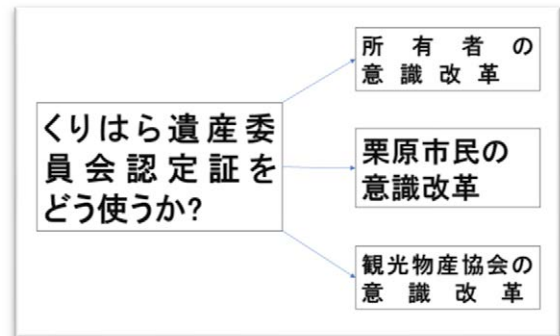 くりはら遺産委
員会認定証を
どう使うか?
所有者の
意識改革
栗原市民の
意識改革
観光物産協会の
意識改革